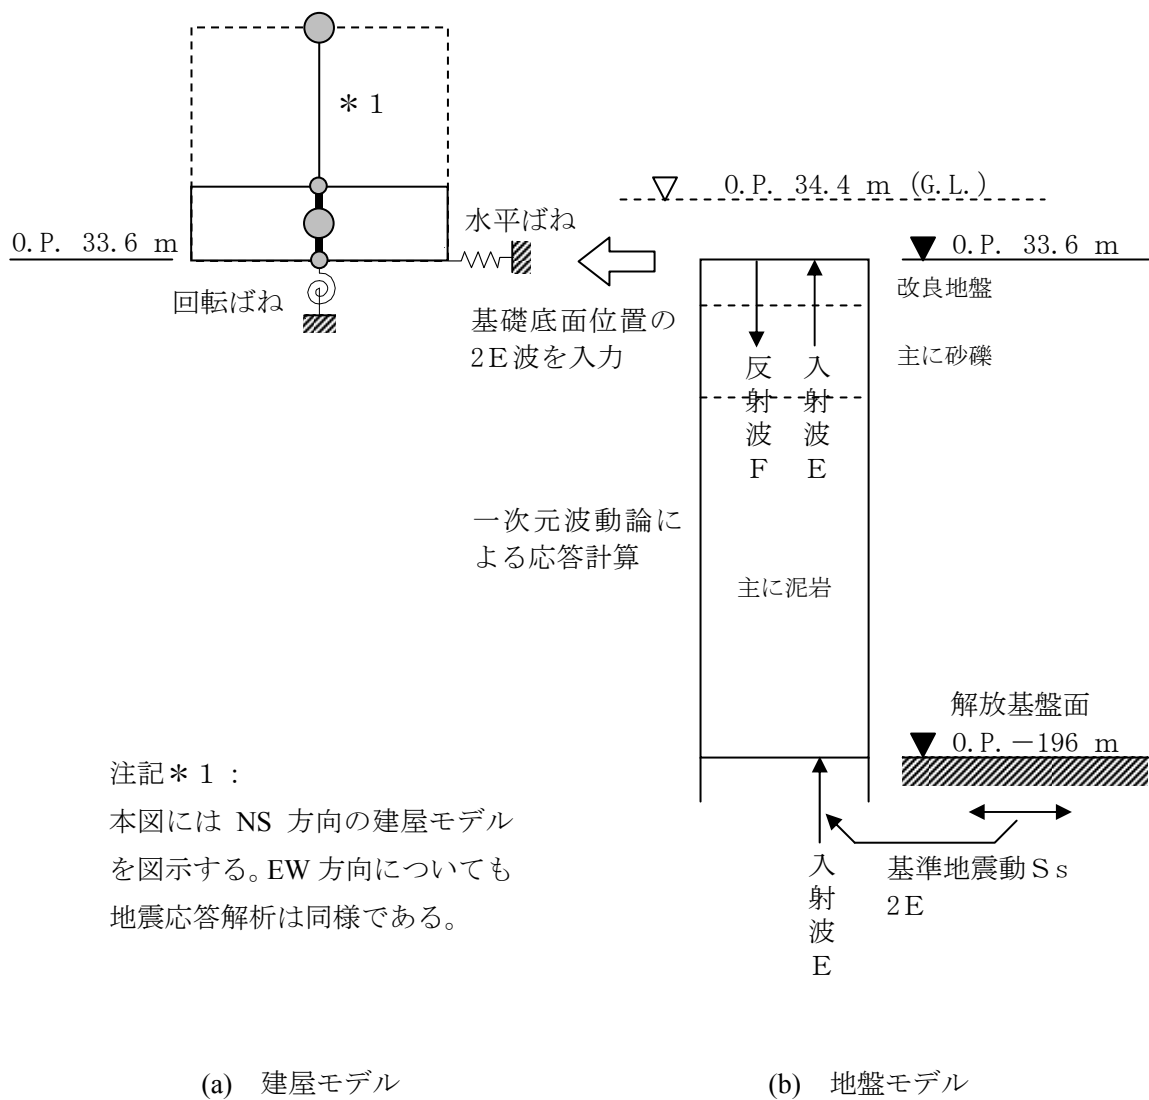 ＊1
O.P. 33.6 m
水平ばね
回転ばね
基礎底面位置の
2E波を入力
O.P. 34.4 m (G.L.)
O.P. 33.6 m
改良地盤
主に砂礫
反射波F
入射波E
一次元波動論に
よる応答計算
主に泥岩
解放基盤面
O.P.－196 m
基準地震動Ｓs
2E
入射波E
注記＊1：
本図には NS 方向の建屋モデル
を図示する。EW 方向についても
地震応答解析は同様である。
(a) 建屋モデル
(b) 地盤モデル